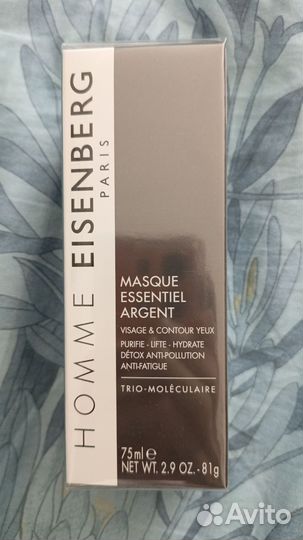 HOMME EISENBERG
PARIS
MASQUE
ESSENTIEL
ARGENT
VISAGE & CONTOUR YEUX
PURIFIE - LIFTE - HYDRATE
DÉTOX ANTI-POLLUTION
ANTI-FATIGUE
TRIO-MOLÉCULAIRE
75ml e
NET WT. 2.9 OZ. - 81g
Avito